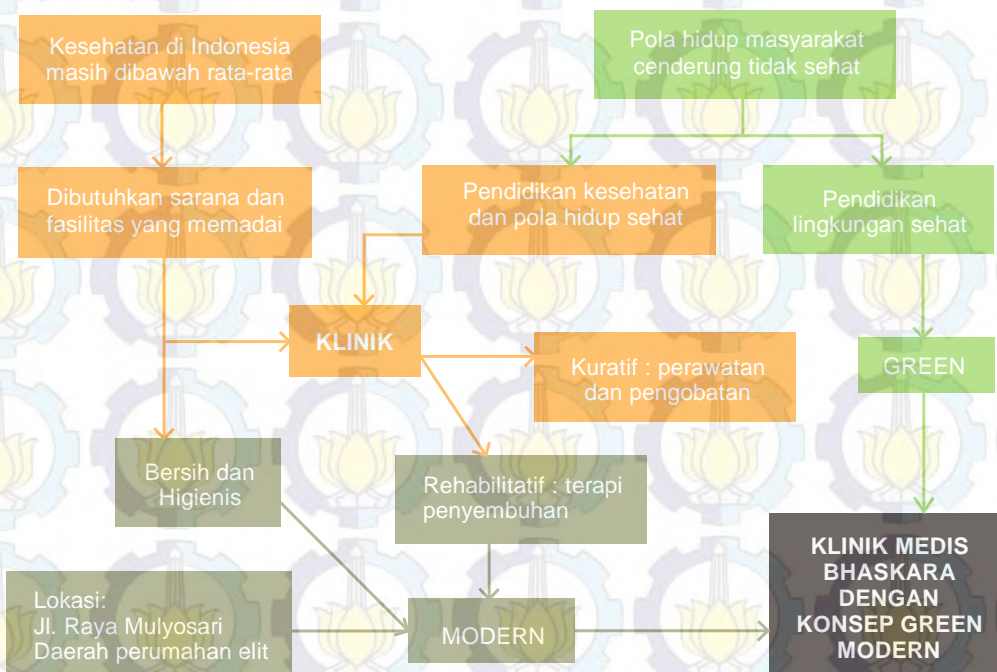 Kesehatan di Indonesia
masih dibawah rata-rata
Pola hidup masyarakat
cenderung tidak sehat
Dibutuhkan sarana dan
fasilitas yang memadai
Pendidikan kesehatan
dan pola hidup sehat
Pendidikan
lingkungan sehat
KLINIK
Kuratif : perawatan
dan pengobatan
GREEN
Bersih dan
Higienis
Rehabilitatif : terapi
penyembuhan
Lokasi:
Jl. Raya Mulyosari
Daerah perumahan elit
MODERN
KLINIK MEDIS
BHASKARA
DENGAN
KONSEP GREEN
MODERN